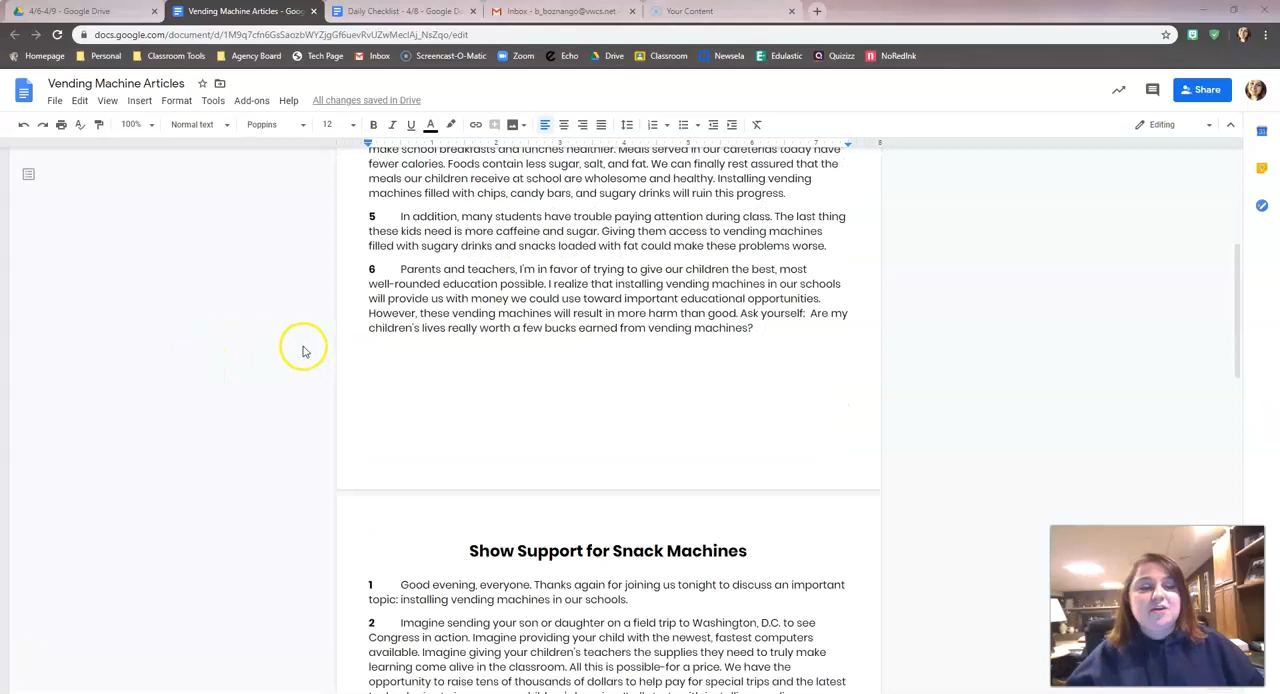 4/6-4/9 - Google Drive
Vending Machine Articles - Goog
Daily Checklist - 4/8 - Google D
Inbox - b_boznango@vwcs.net -
Your Content
docs.google.com/document/d/
Homepage Personal Classroom Tools Agency Board Tech Page Inbox Screencast-O-Matic Zoom Echo Drive Classroom Newsela Edulastic Quizizz NoRedInk
Vending Machine Articles
File Edit View Insert Format Tools Add-ons Help All changes saved in Drive
Share
100% Normal text Poppins 12 B I U A Editing
1 2 3 4 5 6 7 8
make school breakfasts and lunches healthier. Meals served in our cafeterias today have
fewer calories. Foods contain less sugar, salt, and fat. We can finally rest assured that the
meals our children receive at school are wholesome and healthy. Installing vending
machines filled with chips, candy bars, and sugary drinks will ruin this progress.
5 In addition, many students have trouble paying attention during class. The last thing
these kids need is more caffeine and sugar. Giving them access to vending machines
filled with sugary drinks and snacks loaded with fat could make these problems worse.
6 Parents and teachers, I'm in favor of trying to give our children the best, most
well-rounded education possible. I realize that installing vending machines in our schools
will provide us with money we could use toward important educational opportunities.
However, these vending machines will result in more harm than good. Ask yourself: Are my
children's lives really worth a few bucks earned from vending machines?
Show Support for Snack Machines
1 Good evening, everyone. Thanks again for joining us tonight to discuss an important
topic: installing vending machines in our schools.
2 Imagine sending your son or daughter on a field trip to Washington, D.C. to see
Congress in action. Imagine providing your child with the newest, fastest computers
available. Imagine giving your children's teachers the supplies they need to truly make
learning come alive in the classroom. All this is possible-for a price. We have the
opportunity to raise tens of thousands of dollars to help pay for special trips and the latest